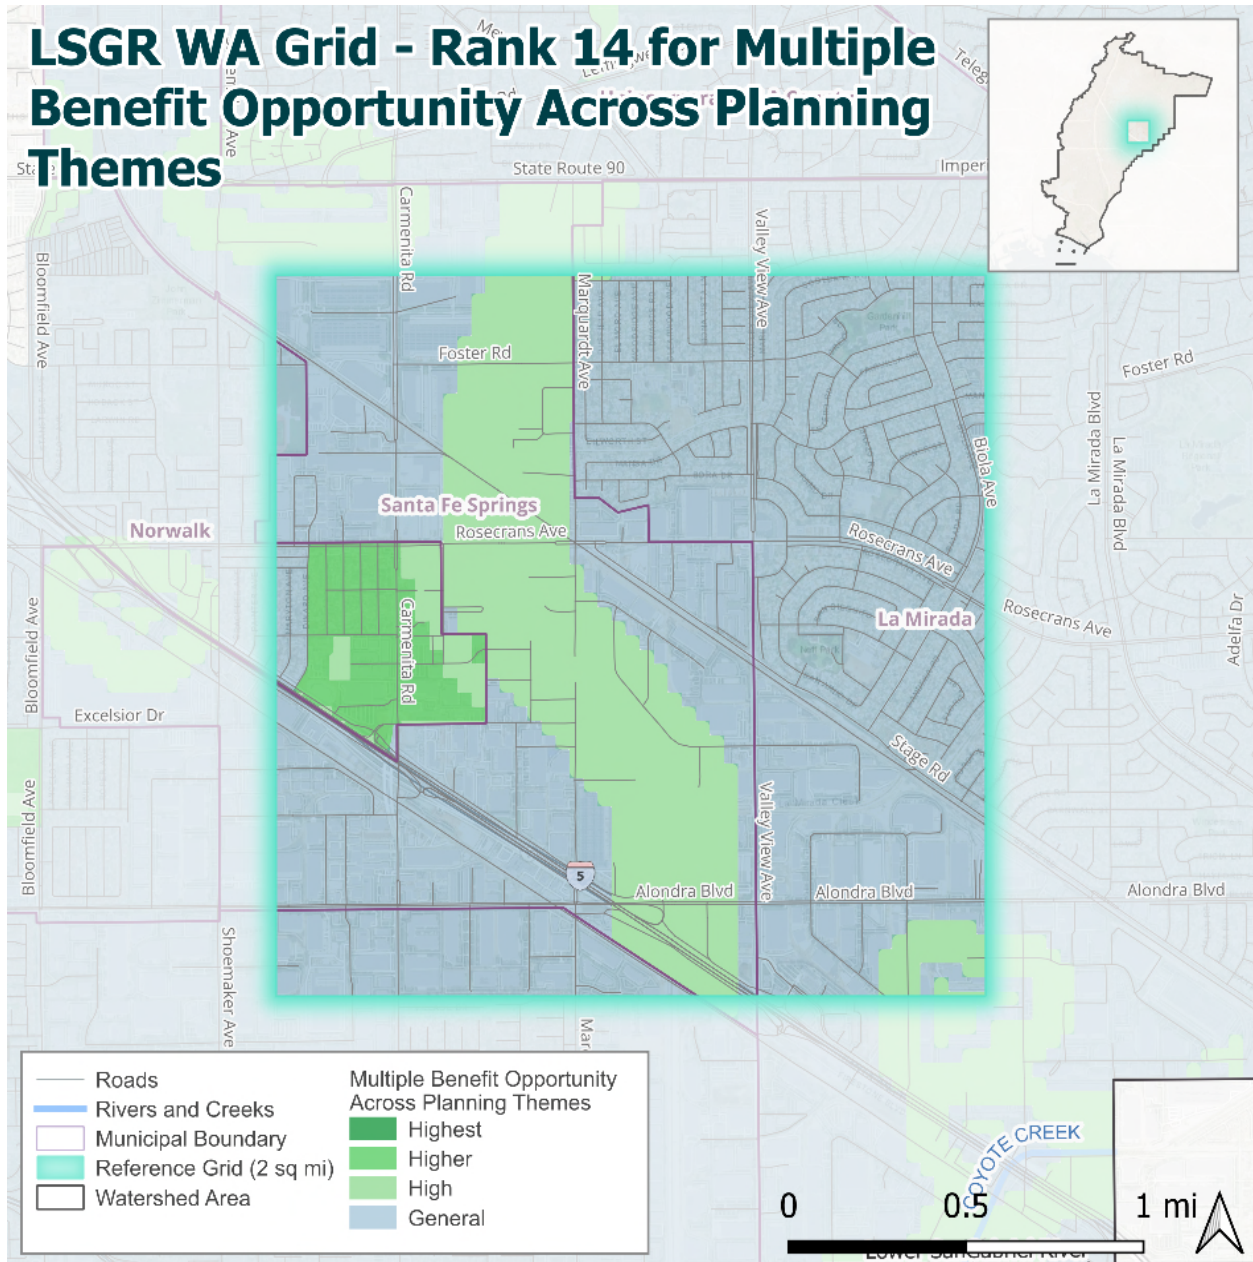 LSGR WA Grid - Rank 14 for Multiple
Benefit Opportunity Across Planning
Themes
State Route 90
Carmenita Rd
Valley View Ave
Bloomfield Ave
Marquardt Ave
Foster Rd
Foster Rd
La Mirada Blvd
La Mirada Blvd
Biola Ave
Santa Fe Springs
Norwalk
Rosecrans Ave
Rosecrans Ave
Rosecrans Ave
La Mirada
Adelfa Dr
Carmenita Rd
Bloomfield Ave
Excelsior Dr
Stage Rd
Bloomfield Ave
Valley View Ave
5
Alondra Blvd
Alondra Blvd
Alondra Blvd
Shoemaker Ave
Roads
Rivers and Creeks
Municipal Boundary
Reference Grid (2 sq mi)
Watershed Area
Multiple Benefit Opportunity
Across Planning Themes
Highest
Higher
High
General
COYOTE CREEK
0 0.5 1 mi